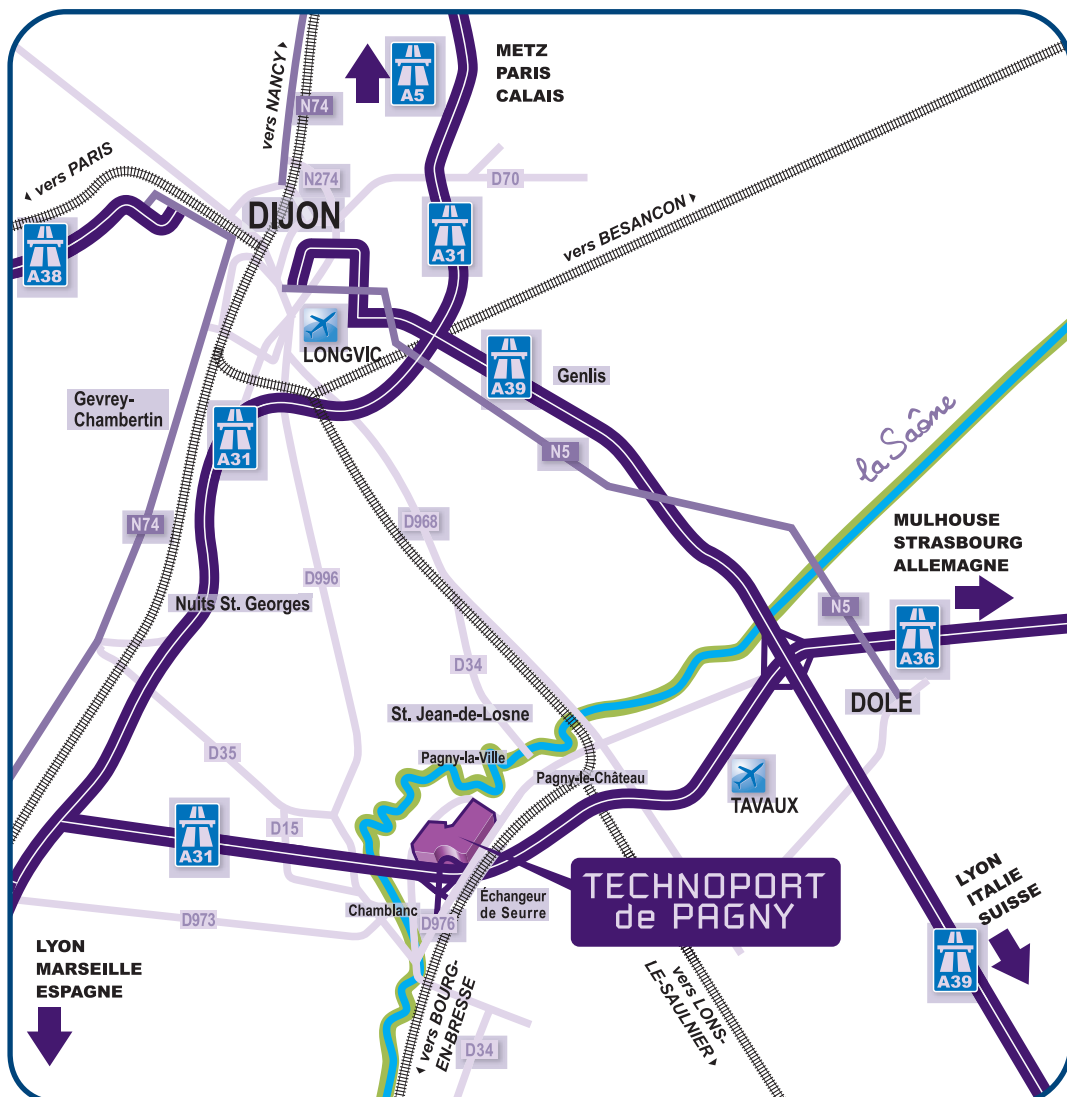 METZ
PARIS
CALAIS
A5
vers NANCY
N74
vers PARIS
N274
D70
DIJON
A38
A31
vers BESANCON
LONGVIC
A39
Genlis
Gevrey-
Chambertin
A31
N5
la Saône
N74
D968
MULHOUSE
STRASBOURG
ALLEMAGNE
D996
Nuits St. Georges
N5
A36
D34
DOLE
St. Jean-de-Losne
D35
Pagny-la-Ville
Pagny-le-Château
TAVAUX
D15
A31
TECHNOPORT
de PAGNY
LYON
ITALIE
SUISSE
Échangeur
de Seurre
Chamblanc
D976
D973
LYON
MARSEILLE
ESPAGNE
A39
vers BOURG-
EN-BRESSE
vers LONS-
LE-SAULNIER
D34